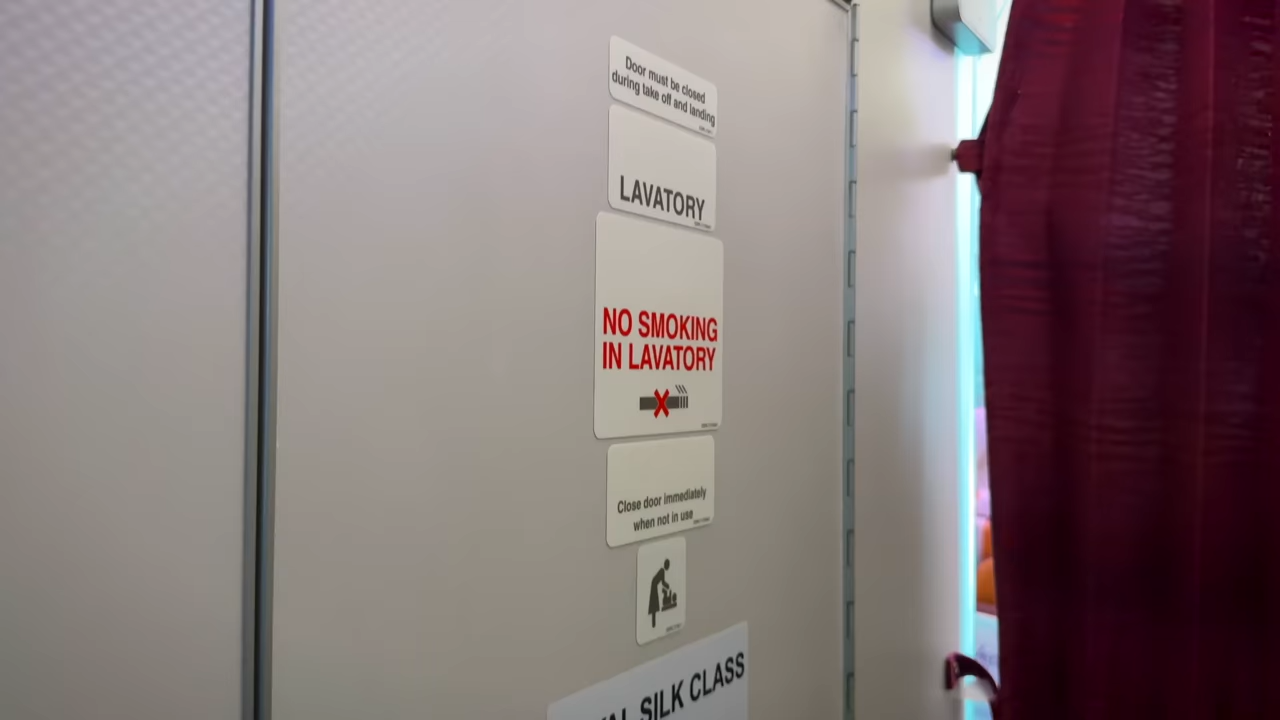 Door must be closed
during take off and landing
LAVATORY
NO SMOKING
IN LAVATORY
Close door immediately
when not in use
SILK CLASS